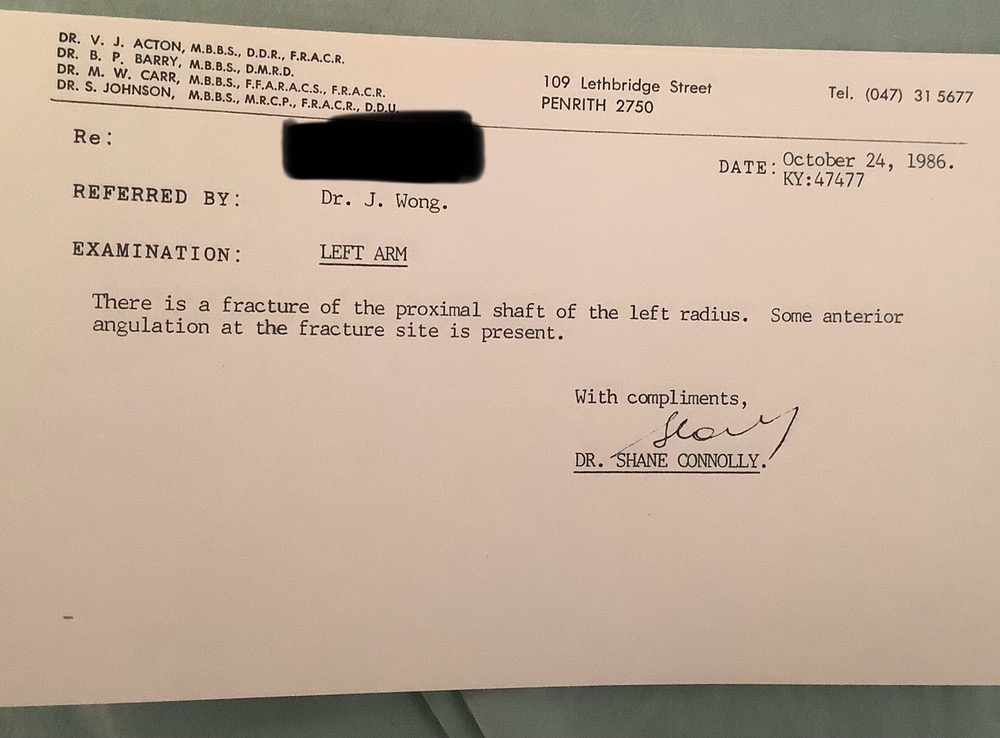 DR. V. J. ACTON, M.B.B.S., D.D.R., F.R.A.C.R.
DR. B. P. BARRY, M.B.B.S., D.M.R.D.
DR. M. W. CARR, M.B.B.S., F.F.A.R.A.C.S., F.R.A.C.R.
DR. S. JOHNSON, M.B.B.S., M.R.C.P., F.R.A.C.R., D.D.U.
109 Lethbridge Street
PENRITH 2750
Tel. (047) 31 5677
Re:
DATE: October 24, 1986.
KY:47477
REFERRED BY: Dr. J. Wong.
EXAMINATION: LEFT ARM
There is a fracture of the proximal shaft of the left radius. Some anterior
angulation at the fracture site is present.
With compliments,
DR. SHANE CONNOLLY.